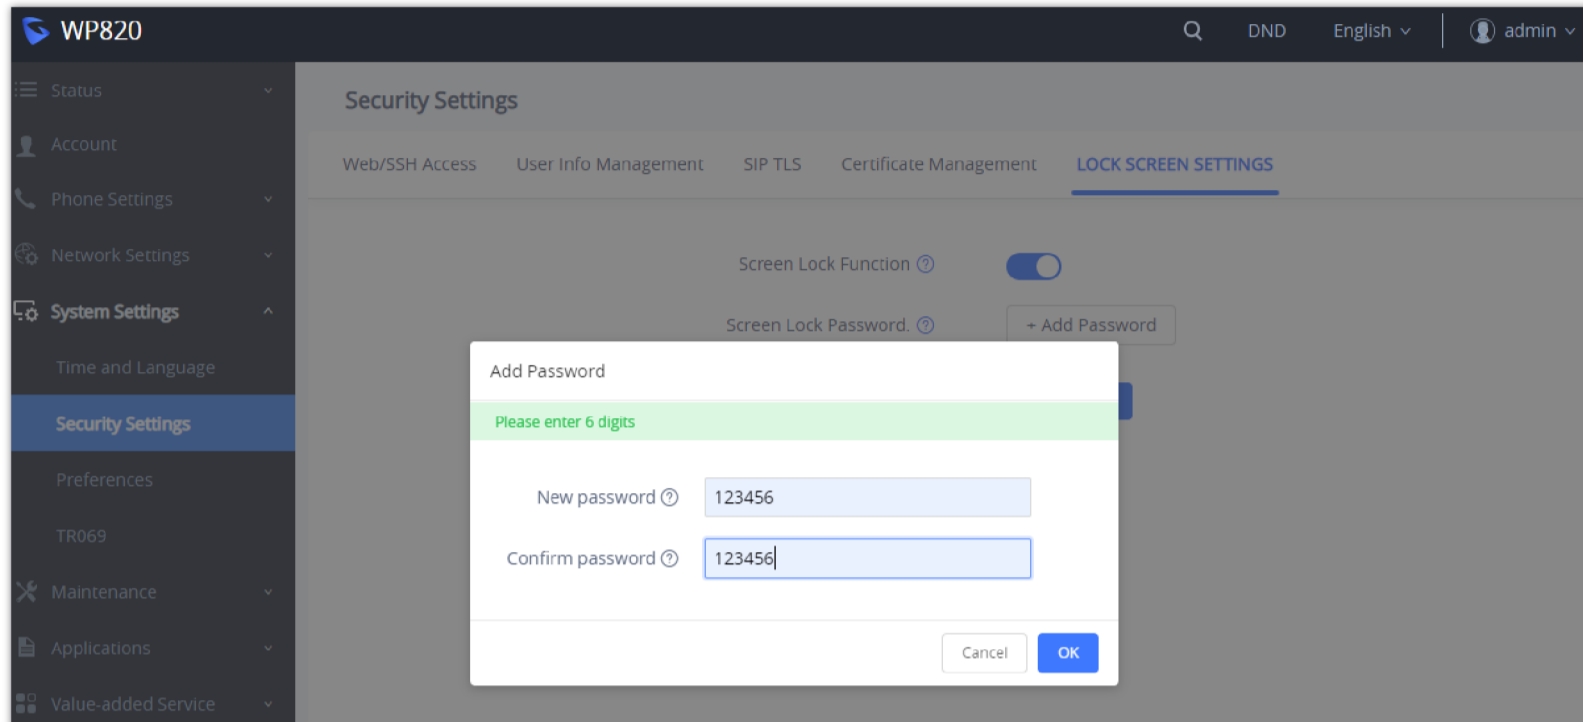 WP820
DND
English
admin
Status
Account
Phone Settings
Network Settings
System Settings
Time and Language
Security Settings
Preferences
TR069
Maintenance
Applications
Value-added Service
Security Settings
Web/SSH Access
User Info Management
SIP TLS
Certificate Management
LOCK SCREEN SETTINGS
Screen Lock Function
Screen Lock Password.
+ Add Password
Add Password
Please enter 6 digits
New password
123456
Confirm password
123456
Cancel
OK